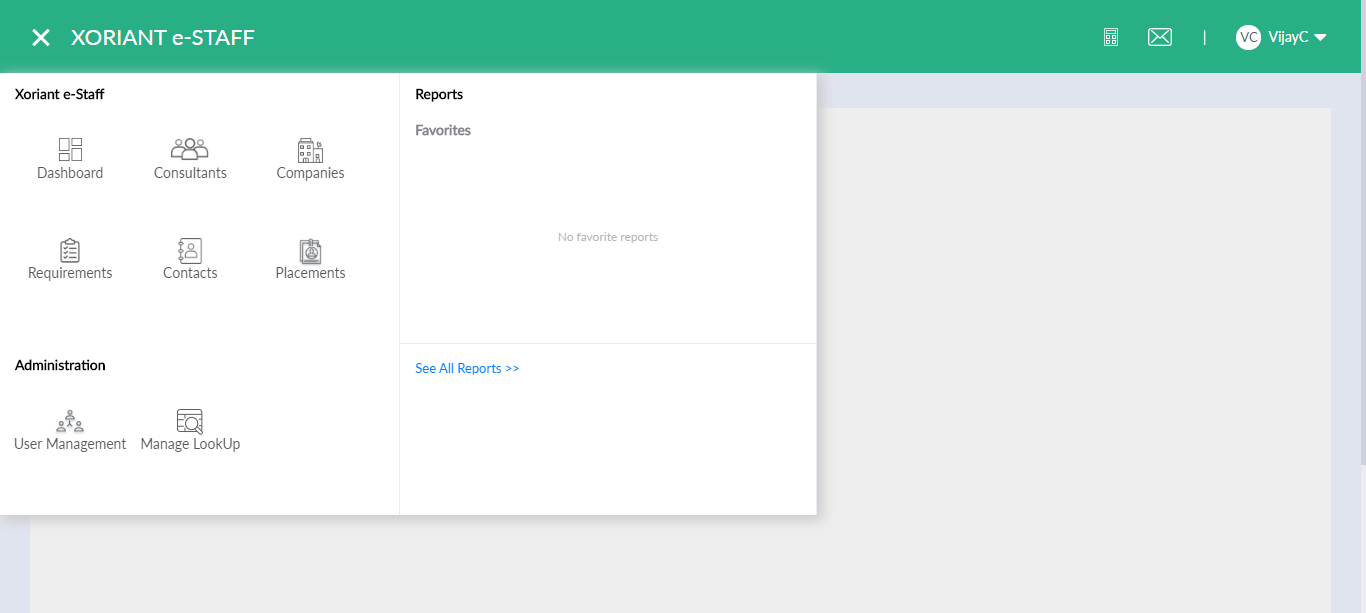 XORIANT e-STAFF
|
VC VijayC
Xoriant e-Staff
Dashboard Consultants Companies
Requirements Contacts Placements
Administration
User Management Manage LookUp
Reports
Favorites
No favorite reports
See All Reports >>